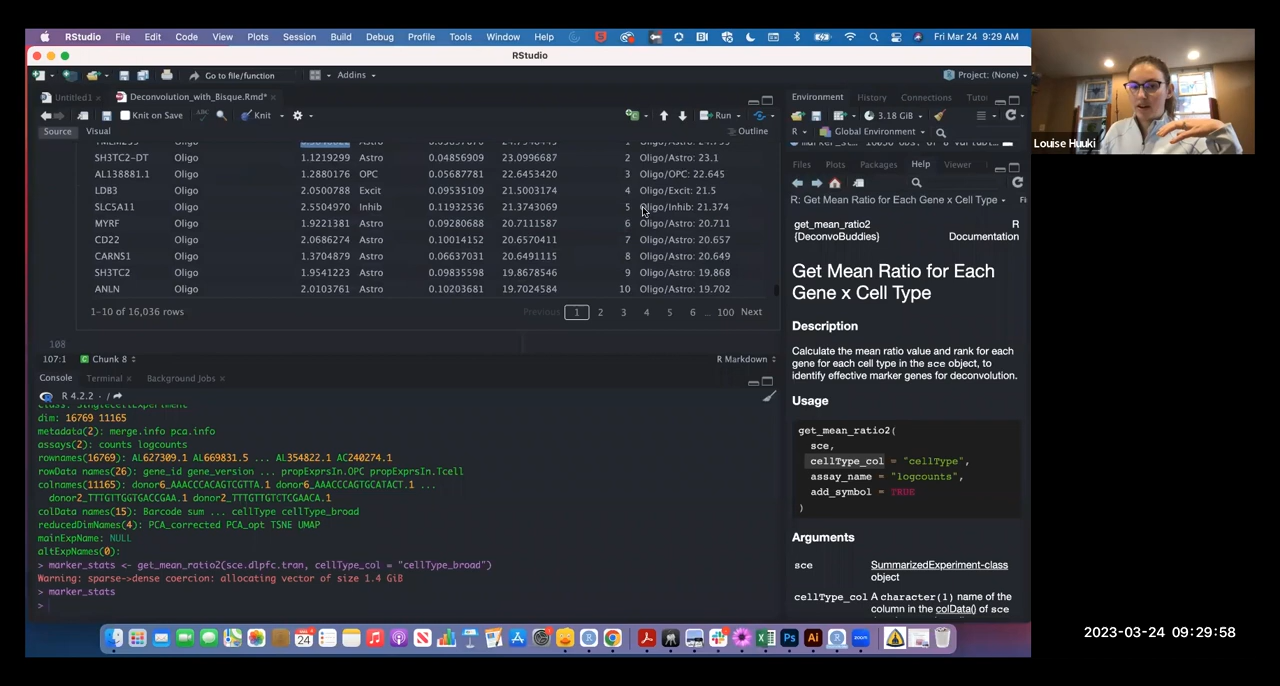 RStudio File Edit Code View Plots Session Build Debug Profile Tools Window Help Fri Mar 24 9:29 AM
RStudio
Go to file/function Addins Project: (None)
Untitled1 Deconvolution_with_Bisque.Rmd*
Knit on Save Knit Run
Source Visual Outline
SH3TC2-DT Oligo 1.1219299 Astro 0.04856909 23.0996687 2 Oligo/Astro: 23.1
AL138881.1 Oligo 1.2880176 OPC 0.05687781 22.6453420 3 Oligo/OPC: 22.645
LDB3 Oligo 2.0500788 Excit 0.09535109 21.5003174 4 Oligo/Excit: 21.5
SLC5A11 Oligo 2.5504970 Inhib 0.11932536 21.3743069 5 Oligo/Inhib: 21.374
MYRF Oligo 1.9221381 Astro 0.09280688 20.7111587 6 Oligo/Astro: 20.711
CD22 Oligo 2.0686274 Astro 0.10014152 20.6570411 7 Oligo/Astro: 20.657
CARNS1 Oligo 1.3704879 Astro 0.06637031 20.6491115 8 Oligo/Astro: 20.649
SH3TC2 Oligo 1.9541223 Astro 0.09835598 19.8678546 9 Oligo/Astro: 19.868
ANLN Oligo 2.0103761 Astro 0.10203681 19.7024584 10 Oligo/Astro: 19.702
1-10 of 16,036 rows Previous 1 2 3 4 5 6 ... 100 Next
108
107:1 Chunk 8 R Markdown
Console Terminal Background Jobs
R 4.2.2 · /
class: SingleCellExperiment
dim: 16769 11165
metadata(2): merge.info pca.info
assays(2): counts logcounts
rownames(16769): AL627309.1 AL669831.5 ... AL354822.1 AC240274.1
rowData names(26): gene_id gene_version ... propExprsIn.OPC propExprsIn.Tcell
colnames(11165): donor6_AAACCCACAGTCGTTA.1 donor6_AAACCCAGTGCATACT.1 ...
donor2_TTTGTTGGTGACCGAA.1 donor2_TTTGTTGTCTCGAACA.1
colData names(15): Barcode sum ... cellType cellType_broad
reducedDimNames(4): PCA_corrected PCA_opt TSNE UMAP
mainExpName: NULL
altExpNames(0):
> marker_stats <- get_mean_ratio2(sce.dlpfc.tran, cellType_col = "cellType_broad")
Warning: sparse->dense coercion: allocating vector of size 1.4 GiB
> marker_stats
>
Environment History Connections Tuto
3.18 GiB
R Global Environment
Files Plots Packages Help Viewer
R: Get Mean Ratio for Each Gene x Cell Type
get_mean_ratio2 R
{DeconvoBuddies} Documentation
Get Mean Ratio for Each
Gene x Cell Type
Description
Calculate the mean ratio value and rank for each
gene for each cell type in the sce object, to
identify effective marker genes for deconvolution.
Usage
get_mean_ratio2(
sce,
cellType_col = "cellType",
assay_name = "logcounts",
add_symbol = TRUE
)
Arguments
sce SummarizedExperiment-class
object
cellType_col A character(1) name of the
column in the colData() of sce
Louise Huuki
2023-03-24 09:29:58